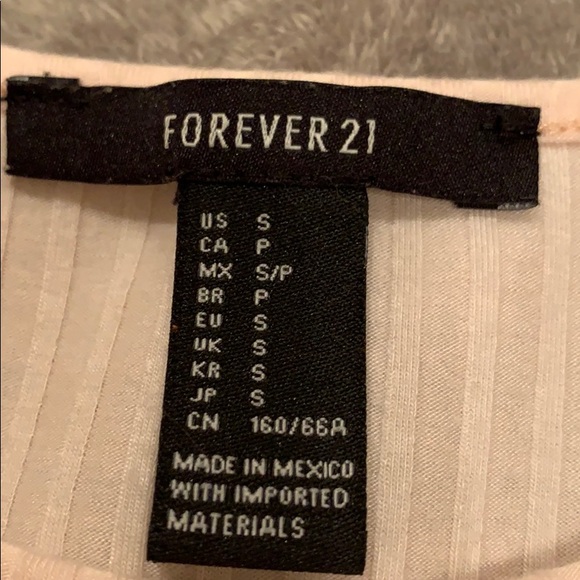 FOREVER 21
US S
CA P
MX S/P
BR P
EU S
UK S
KR S
JP S
CN 160/66A
MADE IN MEXICO
WITH IMPORTED
MATERIALS